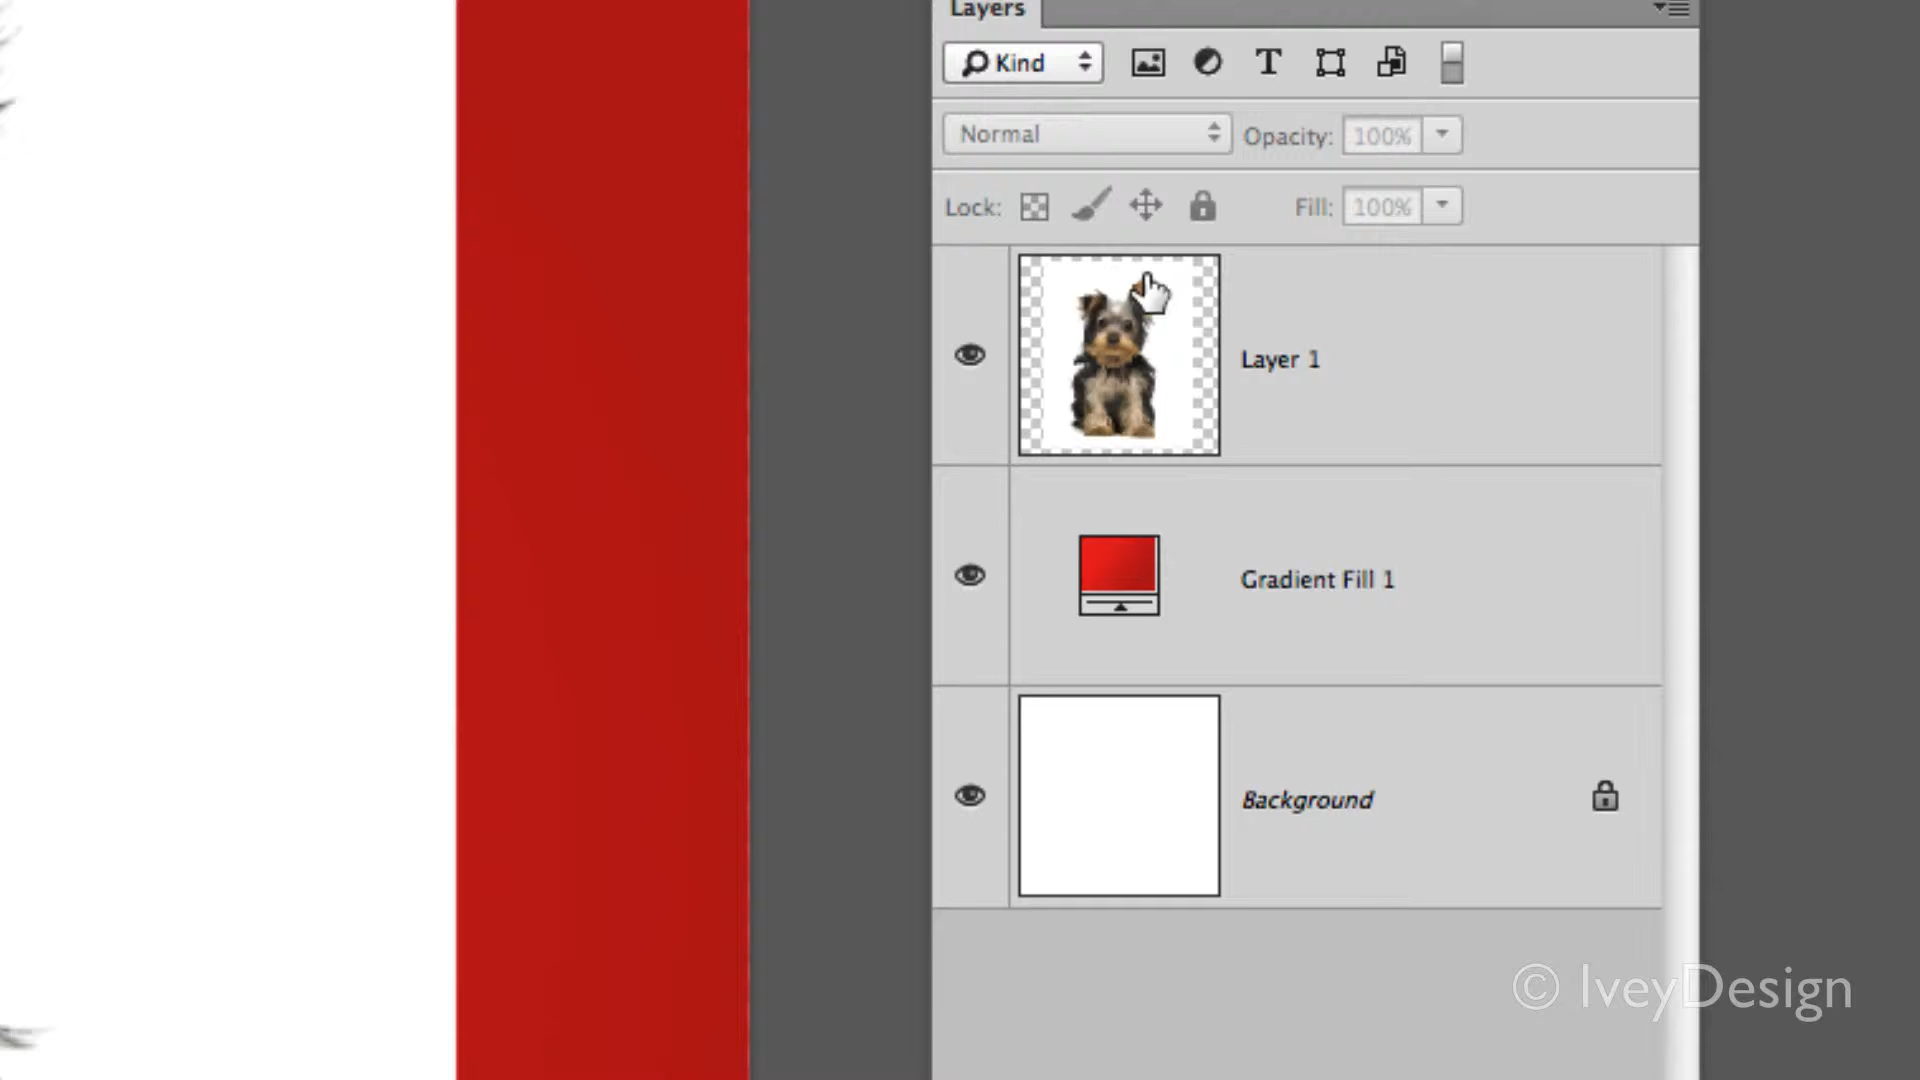 Layers
Kind
T
Normal
Opacity: 100%
Lock:
Fill: 100%
Layer 1
Gradient Fill 1
Background
© IveyDesign